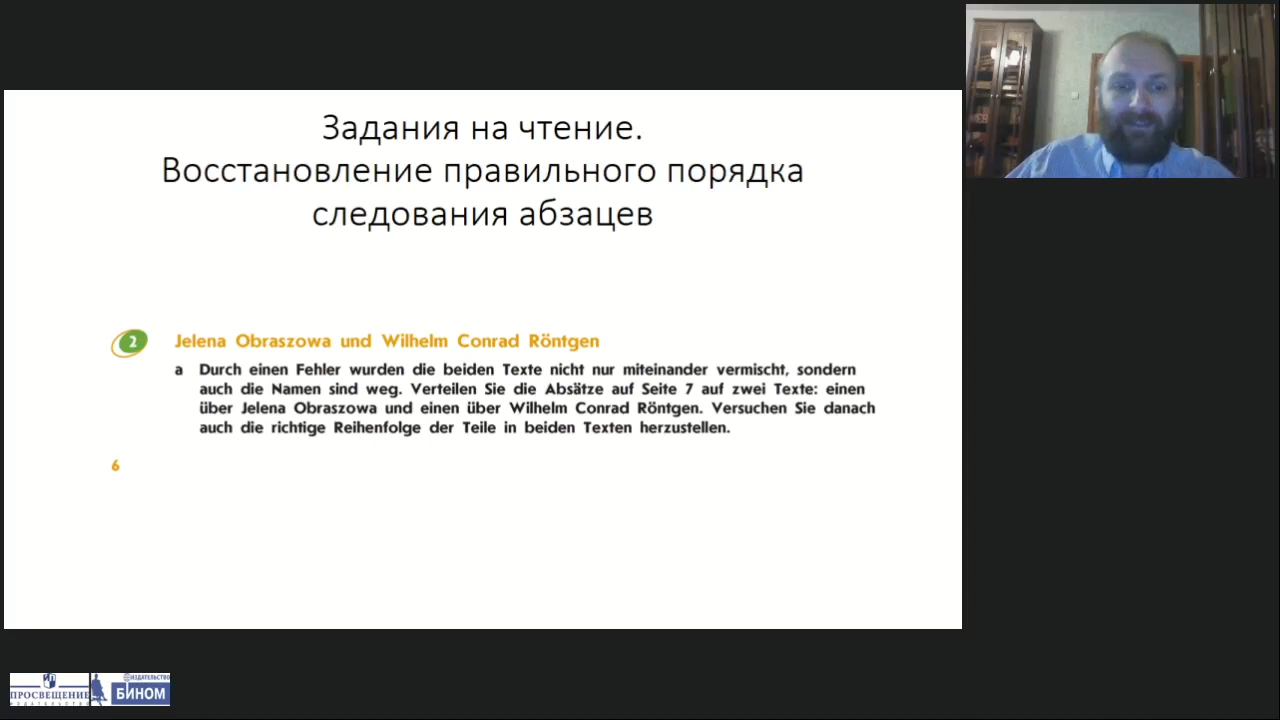 Задания на чтение.
Восстановление правильного порядка
следования абзацев
2 Jelena Obraszowa und Wilhelm Conrad Röntgen
a Durch einen Fehler wurden die beiden Texte nicht nur miteinander vermischt, sondern
auch die Namen sind weg. Verteilen Sie die Absätze auf Seite 7 auf zwei Texte: einen
über Jelena Obraszowa und einen über Wilhelm Conrad Röntgen. Versuchen Sie danach
auch die richtige Reihenfolge der Teile in beiden Texten herzustellen.
6
ПРОСВЕЩЕНИЕ
ИЗДАТЕЛЬСТВО
ИЗДАТЕЛЬСТВО
БИНОМ